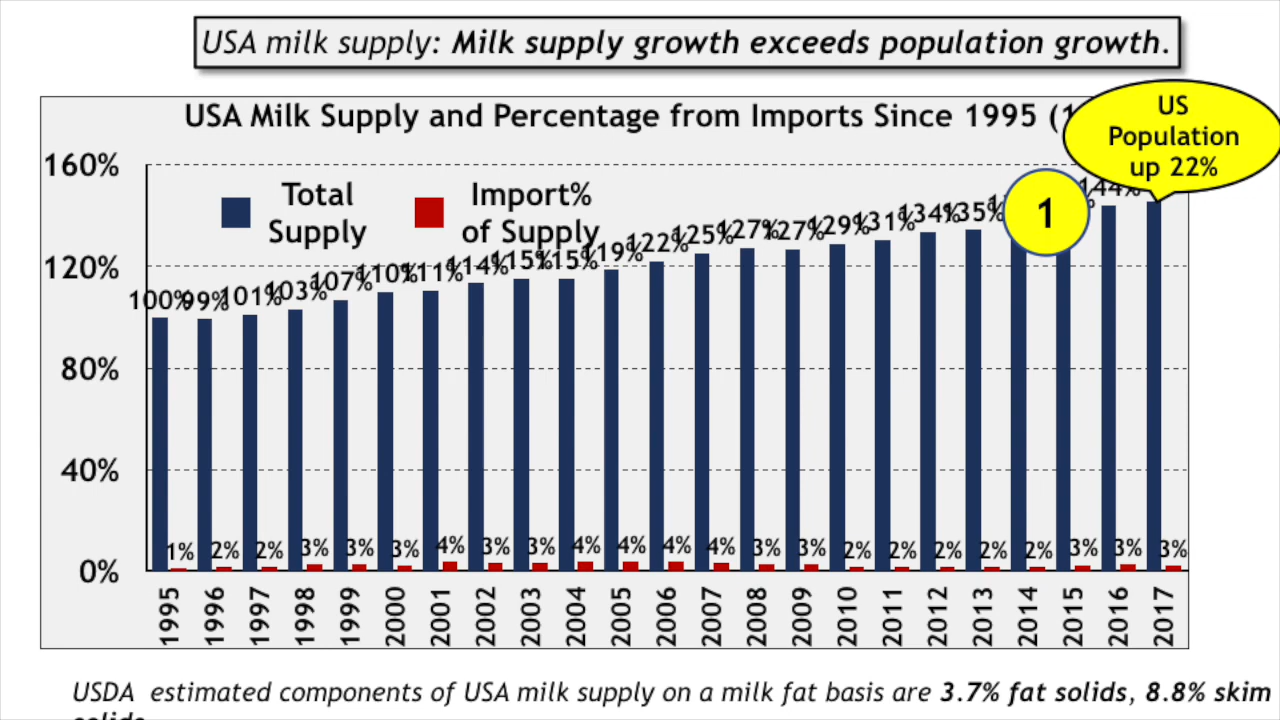 USA milk supply: Milk supply growth exceeds population growth.
USA Milk Supply and Percentage from Imports Since 1995 (1
US
Population
up 22%
160%
120%
80%
40%
0%
Total
Supply
Import%
of Supply
1
100% 99% 101% 103% 107% 110% 111% 114% 115% 115% 119% 122% 125% 127% 127% 129% 131% 134% 135% 144%
1% 2% 2% 3% 3% 3% 4% 3% 3% 4% 4% 4% 4% 3% 3% 2% 2% 2% 2% 2% 3% 3% 3%
1995 1996 1997 1998 1999 2000 2001 2002 2003 2004 2005 2006 2007 2008 2009 2010 2011 2012 2013 2014 2015 2016 2017
USDA estimated components of USA milk supply on a milk fat basis are 3.7% fat solids, 8.8% skim
solids